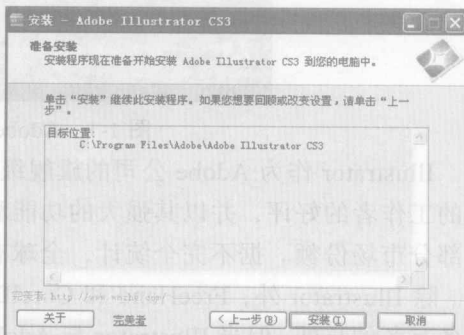 安装 - Adobe Illustrator CS3
准备安装
安装程序现在准备开始安装 Adobe Illustrator CS3 到您的电脑中。
单击“安装”继续此安装程序。如果您想要回顾或改变设置，请单击“上一
步”。
目标位置:
C:\Program Files\Adobe\Adobe Illustrator CS3
关于
完美者
< 上一步(B)
安装(I)
取消